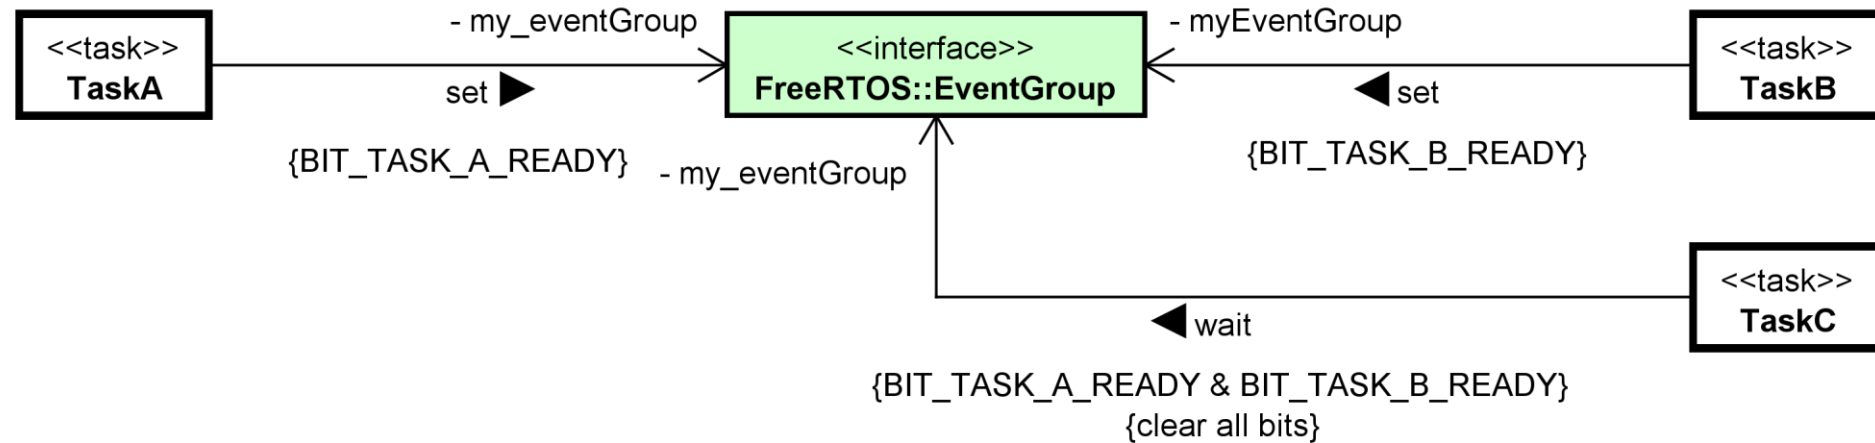 <<task>>
TaskA
- my_eventGroup
set
{BIT_TASK_A_READY}
<<interface>>
FreeRTOS::EventGroup
- myEventGroup
set
{BIT_TASK_B_READY}
<<task>>
TaskB
- my_eventGroup
wait
{BIT_TASK_A_READY & BIT_TASK_B_READY}
{clear all bits}
<<task>>
TaskC